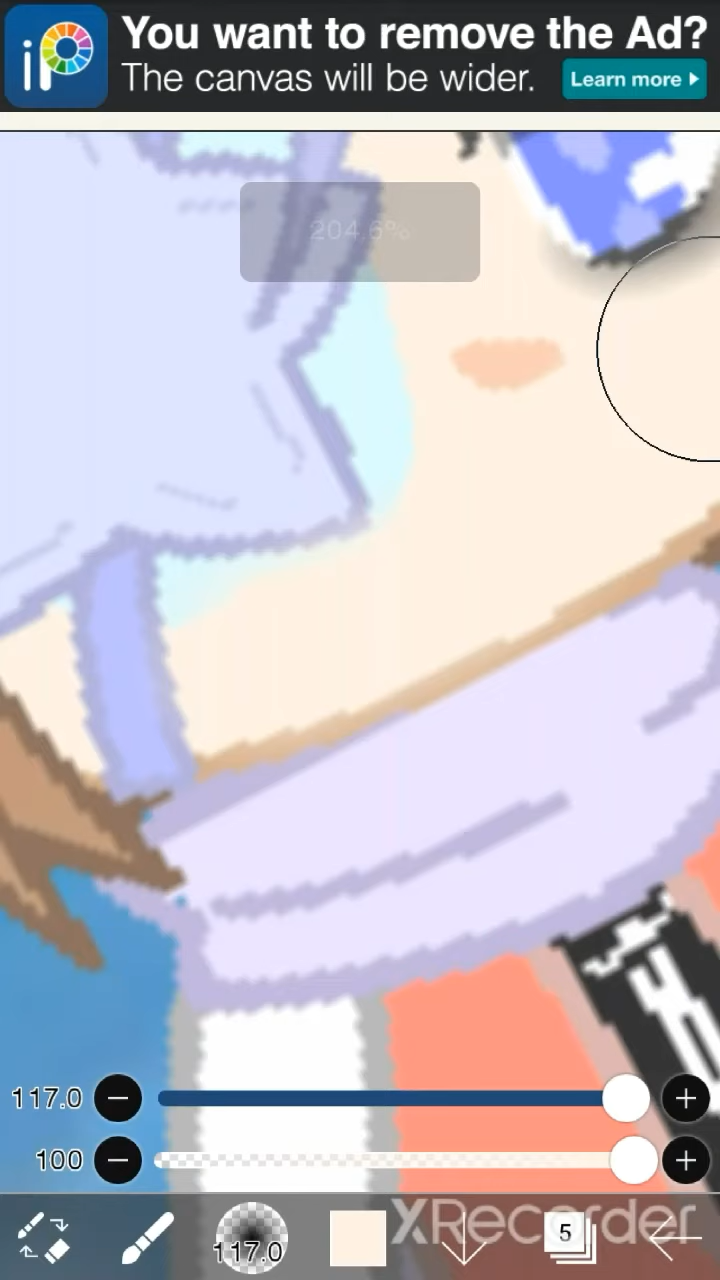 iP
You want to remove the Ad?
The canvas will be wider.
Learn more
204.6%
117.0
100
117.0
5
XRecorder